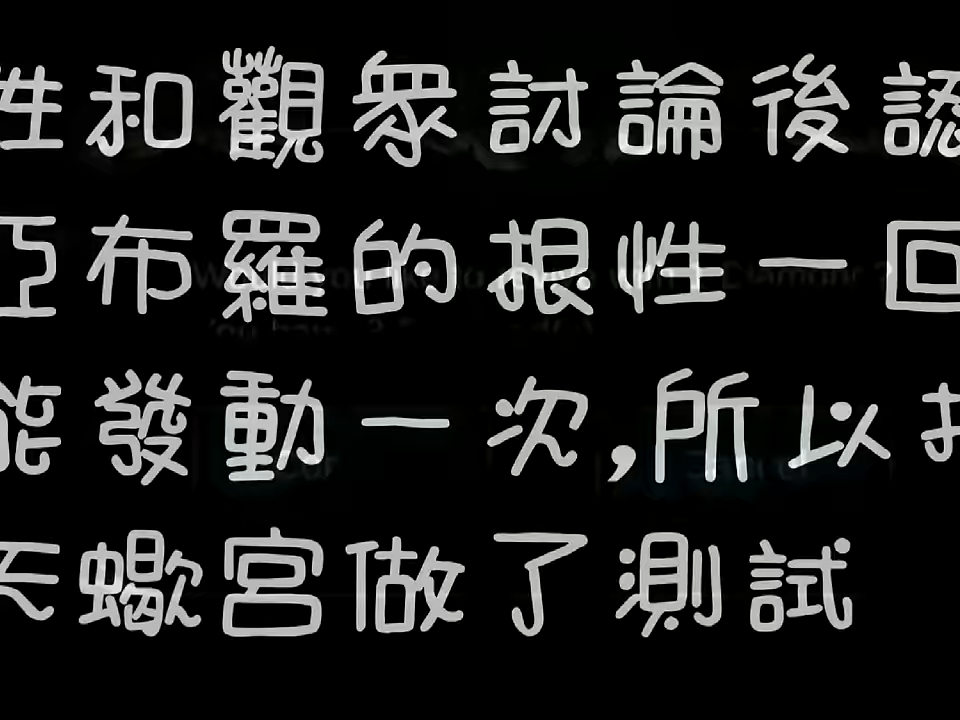 性和觀眾討論後認
亞布羅的根性一回
能發動一次,所以
天蠍宮做了測試